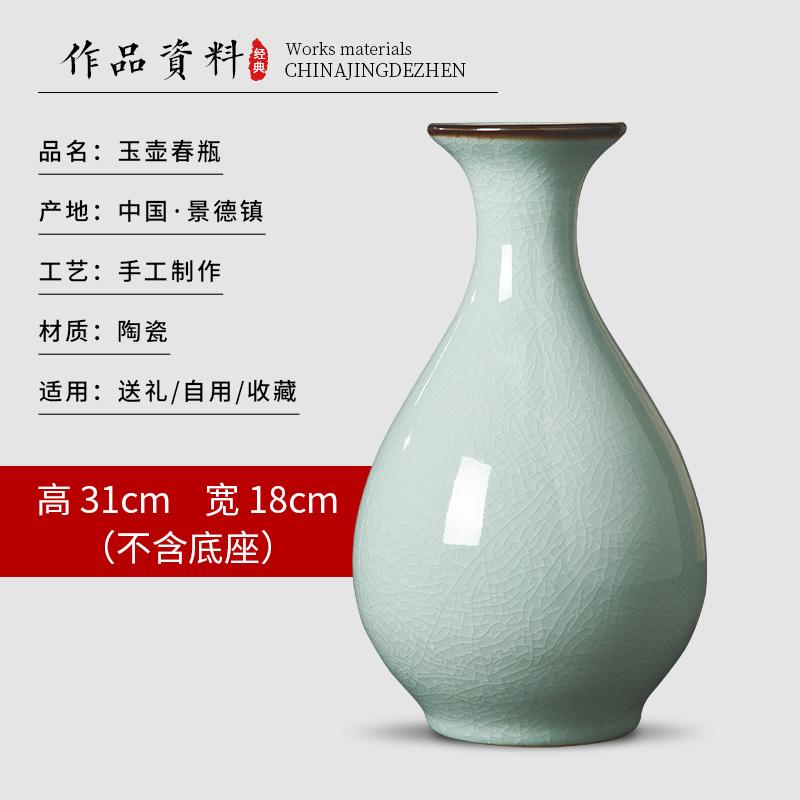 作品資料
经典
Works materials
CHINAJINGDEZHEN
品名：玉壶春瓶
产地：中国·景德镇
工艺：手工制作
材质：陶瓷
适用：送礼/自用/收藏
高 31cm 宽 18cm
（不含底座）